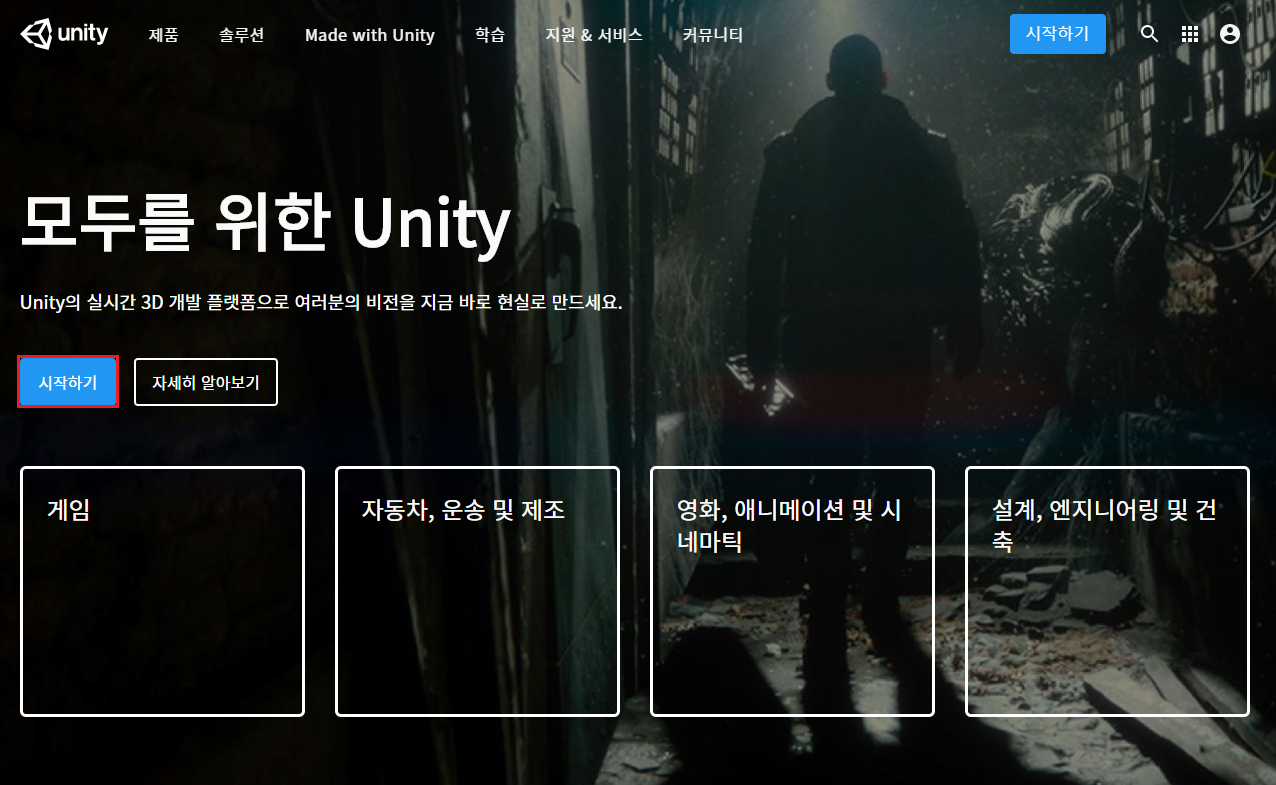 unity 제품 솔루션 Made with Unity 학습 지원 & 서비스 커뮤니티 시작하기
모두를 위한 Unity
Unity의 실시간 3D 개발 플랫폼으로 여러분의 비전을 지금 바로 현실로 만드세요.
시작하기 자세히 알아보기
게임
자동차, 운송 및 제조
영화, 애니메이션 및 시
네마틱
설계, 엔지니어링 및 건
축